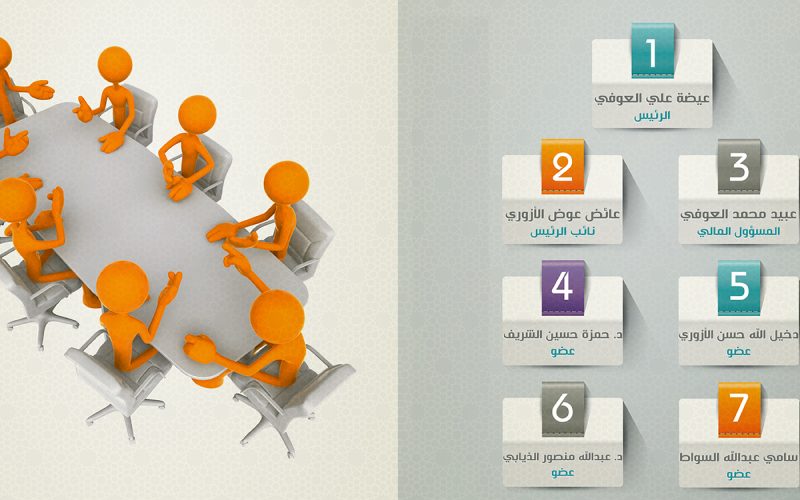 1
عيضة علي العوفي
الرئيس
2
عائض عوض الأزوري
نائب الرئيس
3
عبيد محمد العوفي
المسؤول المالي
4
د. حمزة حسين الشريف
عضو
5
دخيل الله حسن الأزوري
عضو
6
د. عبدالله منصور الذيابي
عضو
7
سامي عبدالله السواط
عضو